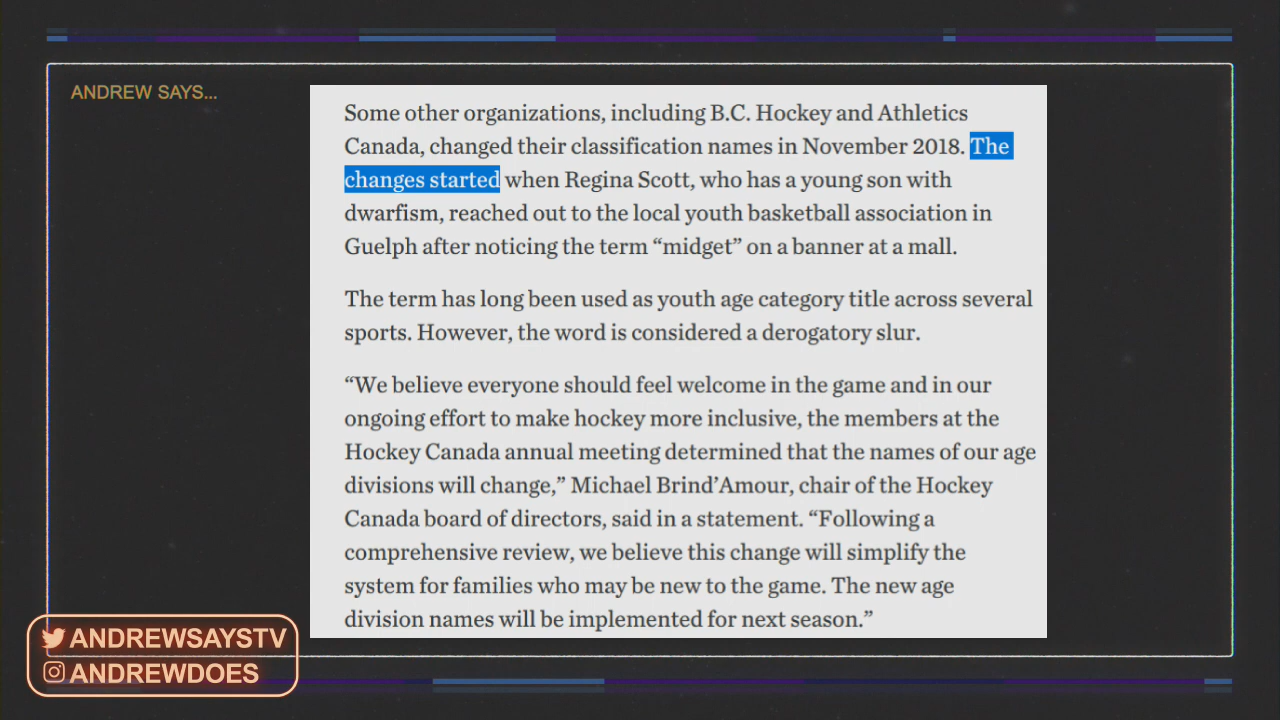 ANDREW SAYS...
Some other organizations, including B.C. Hockey and Athletics
Canada, changed their classification names in November 2018. The
changes started when Regina Scott, who has a young son with
dwarfism, reached out to the local youth basketball association in
Guelph after noticing the term “midget” on a banner at a mall.
The term has long been used as youth age category title across several
sports. However, the word is considered a derogatory slur.
“We believe everyone should feel welcome in the game and in our
ongoing effort to make hockey more inclusive, the members at the
Hockey Canada annual meeting determined that the names of our age
divisions will change,” Michael Brind’Amour, chair of the Hockey
Canada board of directors, said in a statement. “Following a
comprehensive review, we believe this change will simplify the
system for families who may be new to the game. The new age
division names will be implemented for next season.”
ANDREWSAYSTV
ANDREWDOES